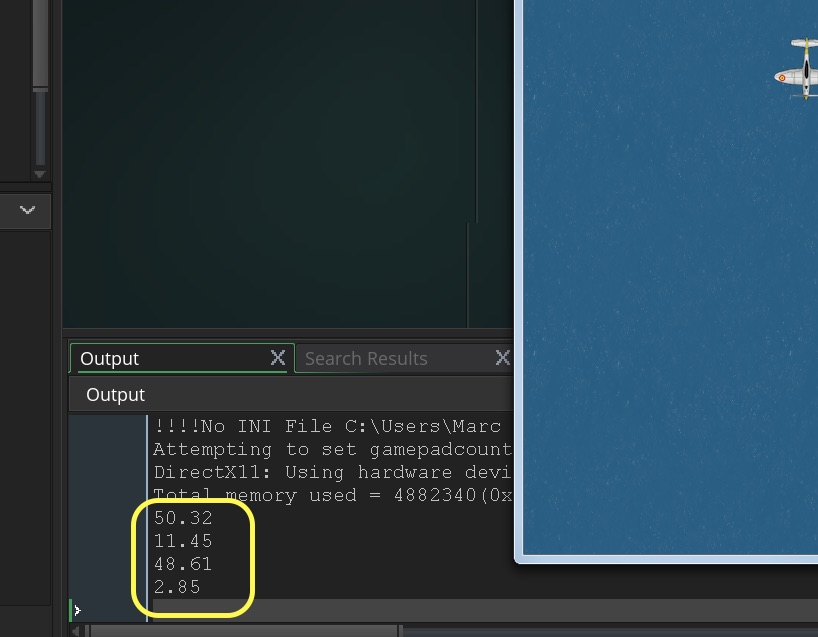 Output
Search Results
Output
!!!!No INI File C:\Users\Marc
Attempting to set gamepadcount
DirectX11: Using hardware devi
Total memory used = 4882340(0x
50.32
11.45
48.61
2.85